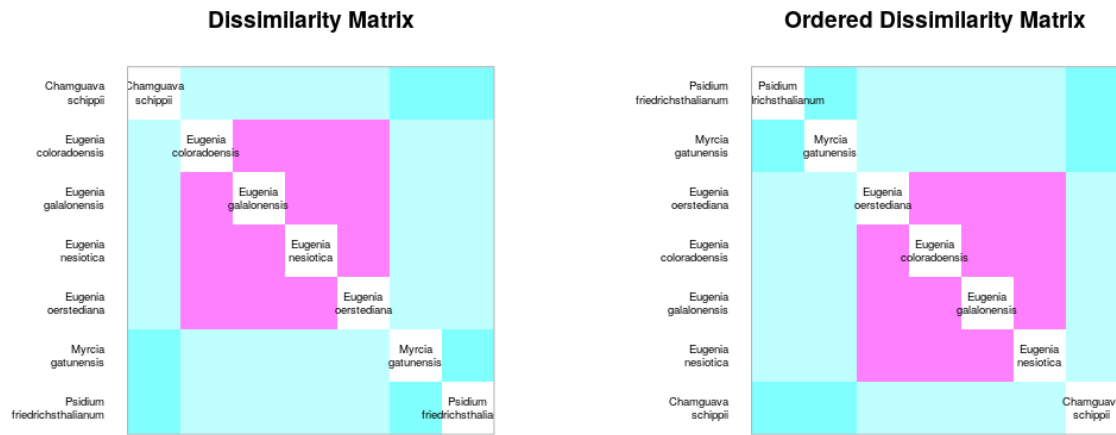 Dissimilarity Matrix
Chamguava
schippii
Chamguava
schippii
Eugenia
coloradoensis
Eugenia
coloradoensis
Eugenia
galalonensis
Eugenia
galalonensis
Eugenia
nesiotica
Eugenia
nesiotica
Eugenia
oerstediana
Eugenia
oerstediana
Myrcia
gatunensis
Myrcia
gatunensis
Psidium
friedrichsthalianum
Psidium
friedrichsthalia
Ordered Dissimilarity Matrix
Psidium
friedrichsthalianum
Psidium
richsthalianum
Myrcia
gatunensis
Myrcia
gatunensis
Eugenia
oerstediana
Eugenia
oerstediana
Eugenia
coloradoensis
Eugenia
coloradoensis
Eugenia
galalonensis
Eugenia
galalonensis
Eugenia
nesiotica
Eugenia
nesiotica
Chamguava
schippii
Chamguav
schippii